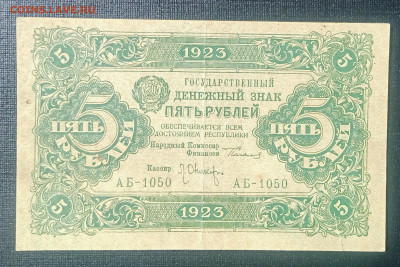 COINS.LAVE.RU
1923
5 5
ГОСУДАРСТВЕННЫЙ
ДЕНЕЖНЫЙ ЗНАК
ПЯТЬ РУБЛЕЙ
ОБЕСПЕЧИВАЕТСЯ ВСЕМ
ДОСТОЯНИЕМ РЕСПУБЛИКИ
5 5
ПЯТЬ ПЯТЬ
РУБЛЕЙ РУБЛЕЙ
Народный Комиссар
Финансов
Кассир
АБ-1050 АБ-1050
5 5
1923